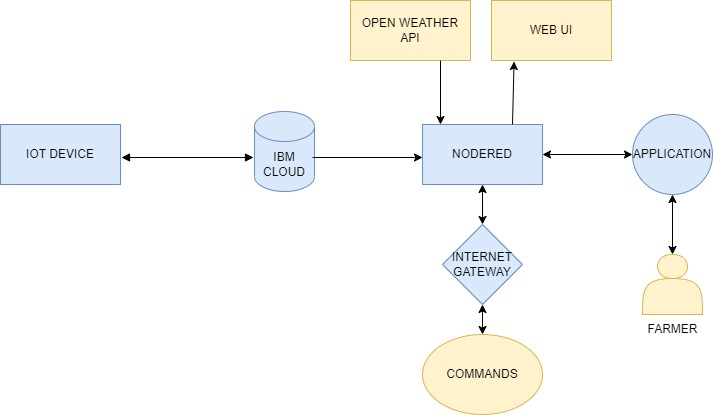 OPEN WEATHER
API
WEB UI
IOT DEVICE
IBM
CLOUD
NODERED
APPLICATION
INTERNET
GATEWAY
FARMER
COMMANDS